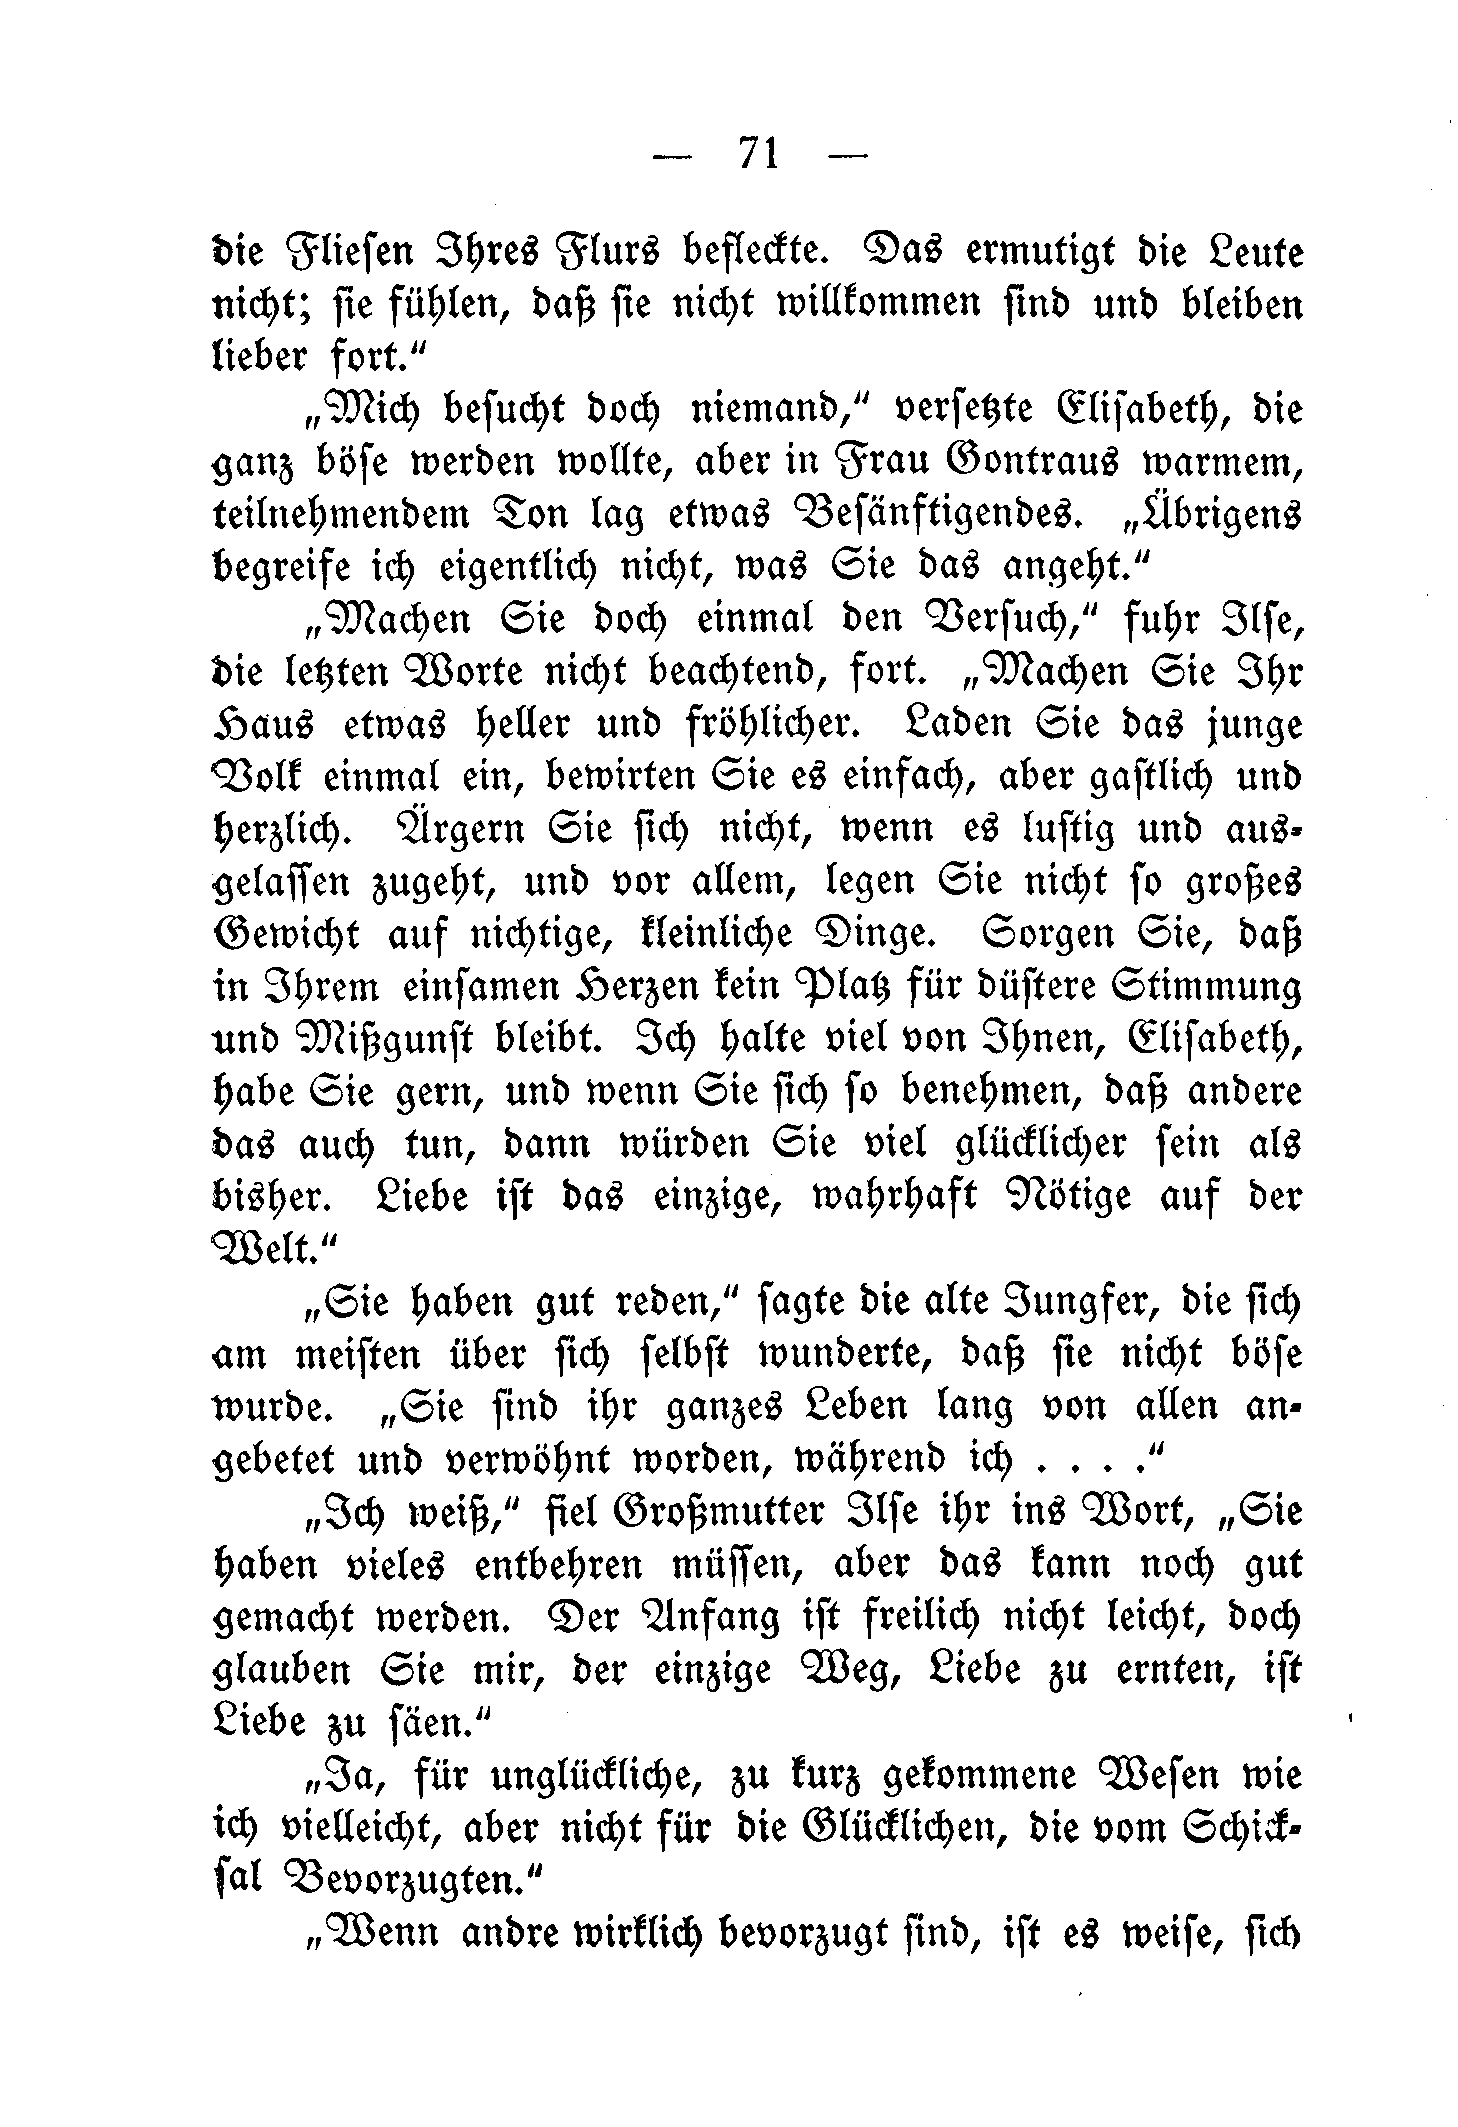 — 71 —
die Fliesen Ihres Flurs befleckte. Das ermutigt die Leute
nicht; sie fühlen, daß sie nicht willkommen sind und bleiben
lieber fort.“
„Mich besucht doch niemand,“ versetzte Elisabeth, die
ganz böse werden wollte, aber in Frau Gontraus warmem,
teilnehmendem Ton lag etwas Besänftigendes. „Übrigens
begreife ich eigentlich nicht, was Sie das angeht.“
„Machen Sie doch einmal den Versuch,“ fuhr Ilse,
die letzten Worte nicht beachtend, fort. „Machen Sie Ihr
Haus etwas heller und fröhlicher. Laden Sie das junge
Volk einmal ein, bewirten Sie es einfach, aber gastlich und
herzlich. Ärgern Sie sich nicht, wenn es lustig und aus-
gelassen zugeht, und vor allem, legen Sie nicht so großes
Gewicht auf nichtige, kleinliche Dinge. Sorgen Sie, daß
in Ihrem einsamen Herzen kein Platz für düstere Stimmung
und Mißgunst bleibt. Ich halte viel von Ihnen, Elisabeth,
habe Sie gern, und wenn Sie sich so benehmen, daß andere
das auch tun, dann würden Sie viel glücklicher sein als
bisher. Liebe ist das einzige, wahrhaft Nötige auf der
Welt.“
„Sie haben gut reden,“ sagte die alte Jungfer, die sich
am meisten über sich selbst wunderte, daß sie nicht böse
wurde. „Sie sind ihr ganzes Leben lang von allen an-
gebetet und verwöhnt worden, während ich . . . .“
„Ich weiß,“ fiel Großmutter Ilse ihr ins Wort, „Sie
haben vieles entbehren müssen, aber das kann noch gut
gemacht werden. Der Anfang ist freilich nicht leicht, doch
glauben Sie mir, der einzige Weg, Liebe zu ernten, ist
Liebe zu säen.“
„Ja, für unglückliche, zu kurz gekommene Wesen wie
ich vielleicht, aber nicht für die Glücklichen, die vom Schick-
sal Bevorzugten.“
„Wenn andre wirklich bevorzugt sind, ist es weise, sich